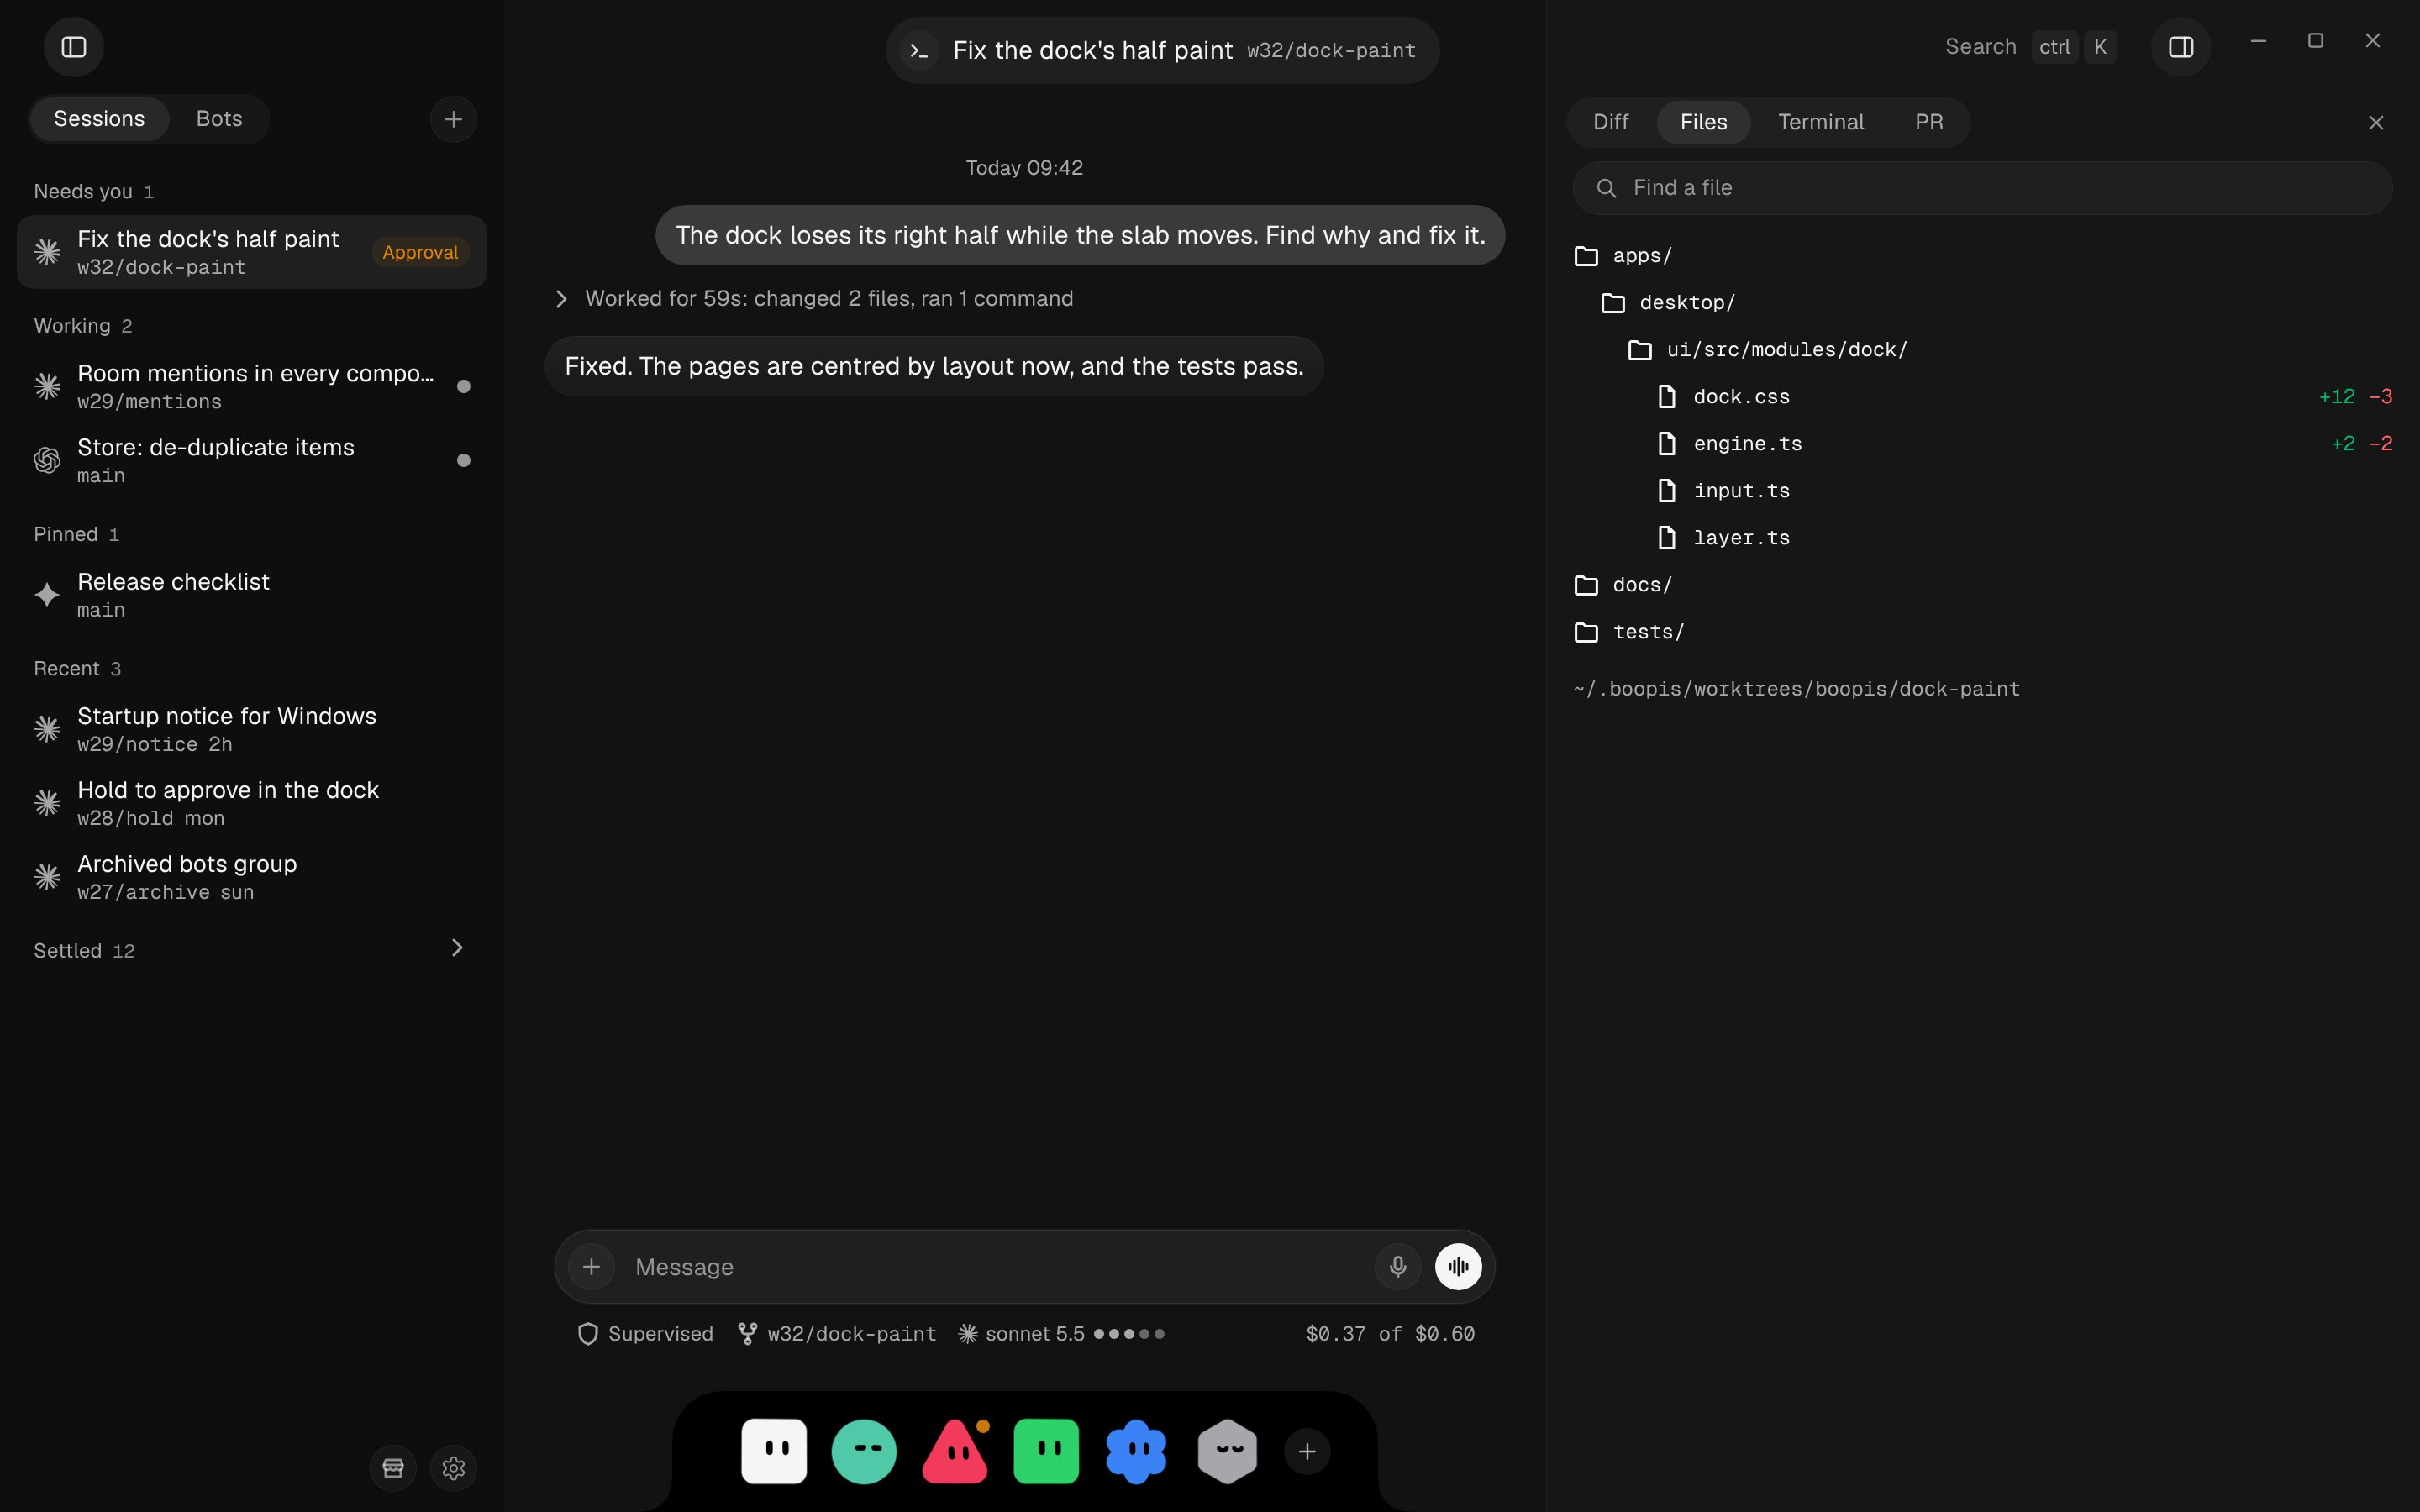 Fix the dock's half paint w32/dock-paint
Search ctrl K
Sessions Bots
Needs you 1
Fix the dock's half paint
w32/dock-paint
Approval
Working 2
Room mentions in every compo…
w29/mentions
Store: de-duplicate items
main
Pinned 1
Release checklist
main
Recent 3
Startup notice for Windows
w29/notice 2h
Hold to approve in the dock
w28/hold mon
Archived bots group
w27/archive sun
Settled 12
Today 09:42
The dock loses its right half while the slab moves. Find why and fix it.
Worked for 59s: changed 2 files, ran 1 command
Fixed. The pages are centred by layout now, and the tests pass.
Message
Supervised w32/dock-paint sonnet 5.5 $0.37 of $0.60
Diff Files Terminal PR
Find a file
apps/
desktop/
ui/src/modules/dock/
dock.css +12 −3
engine.ts +2 −2
input.ts
layer.ts
docs/
tests/
~/.boopis/worktrees/boopis/dock-paint